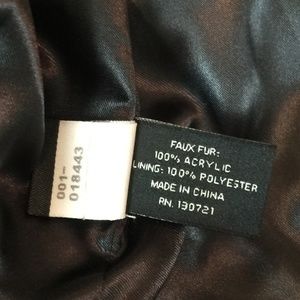 001-
018443
FAUX FUR:
100% ACRYLIC
LINING: 100% POLYESTER
MADE IN CHINA
RN. 130721